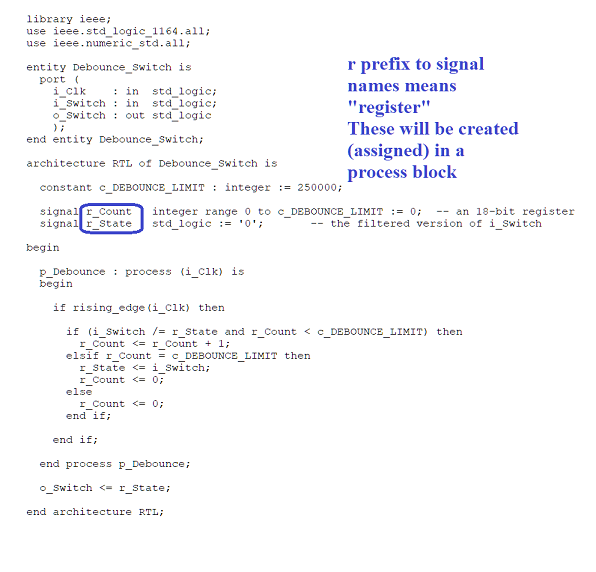 library ieee;
use ieee.std_logic_1164.all;
use ieee.numeric_std.all;
entity Debounce_Switch is
port (
i_Clk    : in  std_logic;
i_Switch : in  std_logic;
o_Switch : out std_logic
);
end entity Debounce_Switch;
r prefix to signal
names means
"register"
These will be created
(assigned) in a
process block
architecture RTL of Debounce_Switch is
constant c_DEBOUNCE_LIMIT : integer := 250000;
signal r_Count   integer range 0 to c_DEBOUNCE_LIMIT := 0;  -- an 18-bit register
signal r_State   std_logic := '0';       -- the filtered version of i_Switch
begin
p_Debounce : process (i_Clk) is
begin
if rising_edge(i_Clk) then
if (i_Switch /= r_State and r_Count < c_DEBOUNCE_LIMIT) then
r_Count <= r_Count + 1;
elsif r_Count = c_DEBOUNCE_LIMIT then
r_State <= i_Switch;
r_Count <= 0;
else
r_Count <= 0;
end if;
end if;
end process p_Debounce;
o_Switch <= r_State;
end architecture RTL;